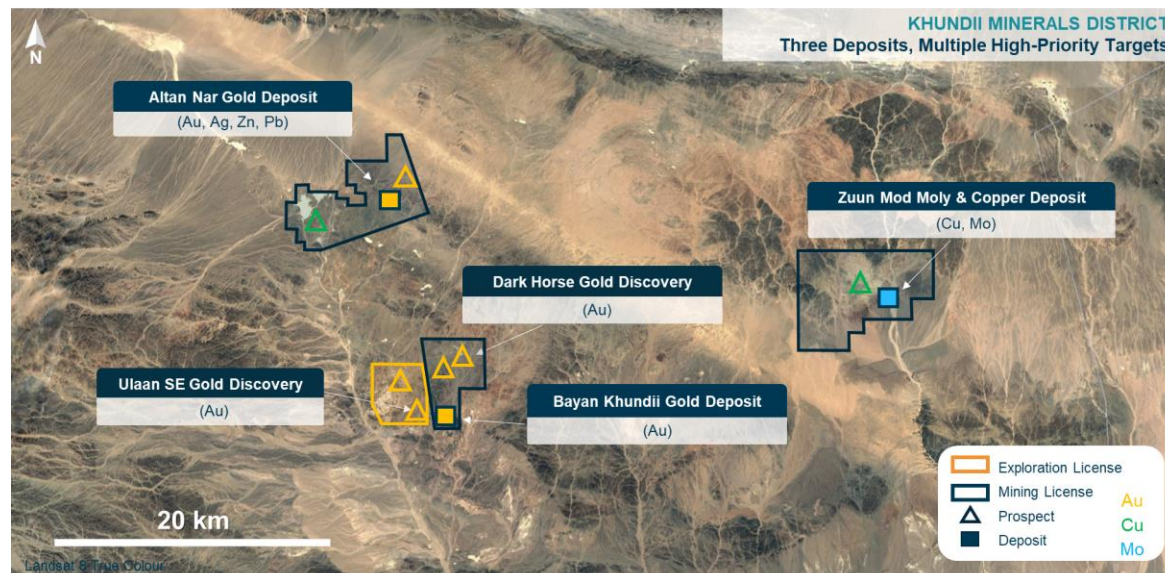 KHUNDII MINERALS DISTRICT
Three Deposits, Multiple High-Priority Targets
N
Altan Nar Gold Deposit
(Au, Ag, Zn, Pb)
Zuun Mod Moly & Copper Deposit
(Cu, Mo)
Dark Horse Gold Discovery
(Au)
Ulaan SE Gold Discovery
(Au)
Bayan Khundii Gold Deposit
(Au)
Exploration License
Mining License
Prospect
Deposit
Au
Cu
Mo
20 km
Landsat 8 True Colour